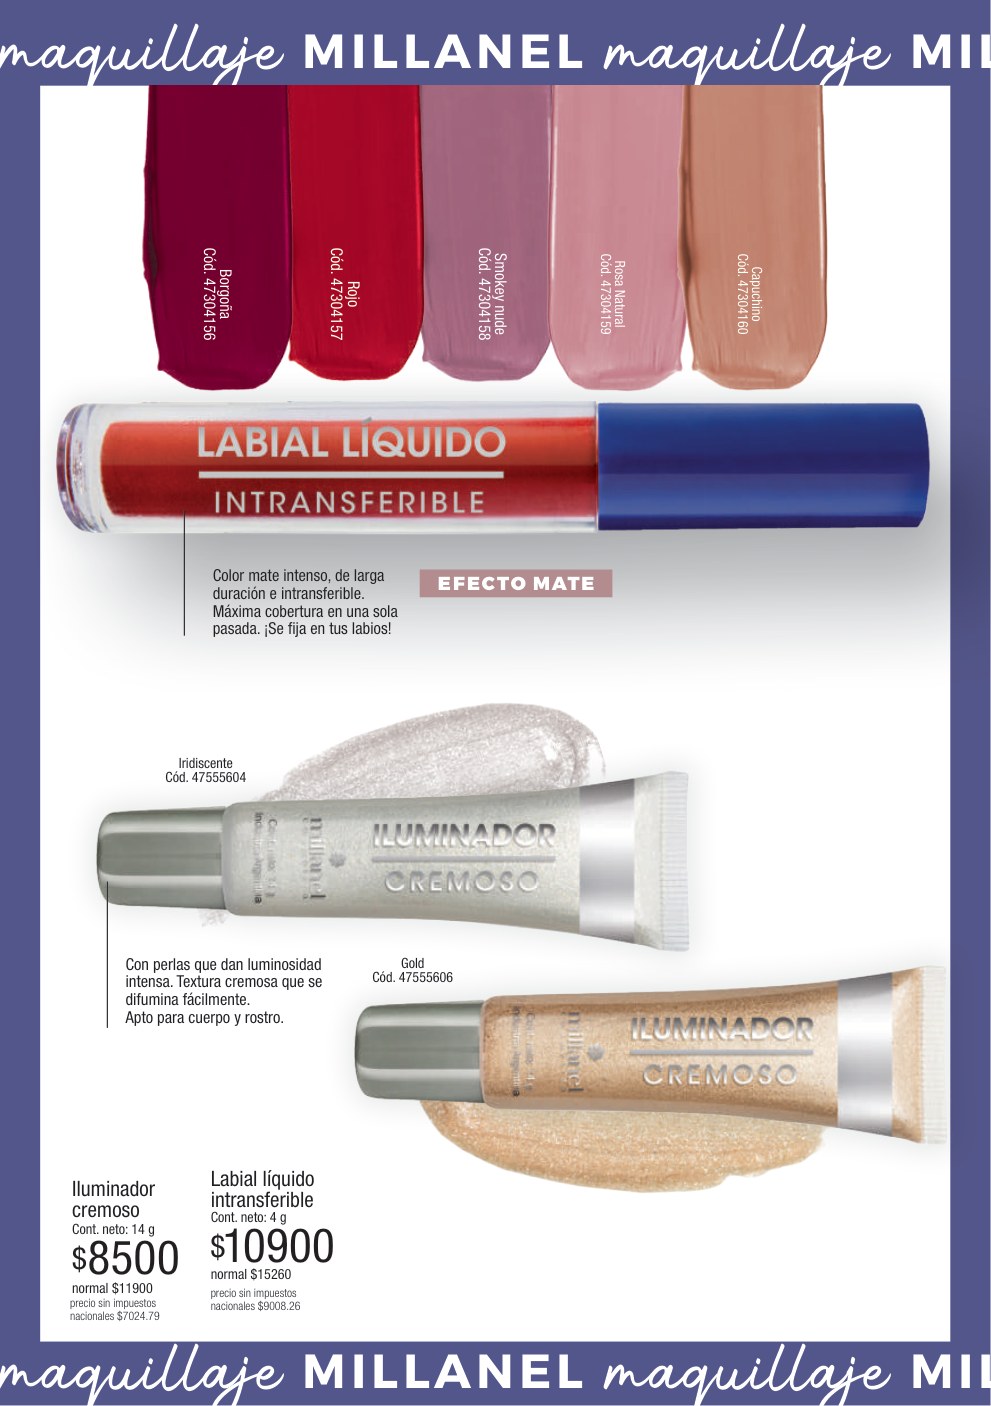 maquillaje MILLANEL maquillaje MIL
Borgoña
Cód. 47304156
Rojo
Cód. 47304157
Smokey nude
Cód. 47304158
Rosa Natural
Cód. 47304159
Capuchino
Cód. 47304160
LABIAL LÍQUIDO
INTRANSFERIBLE
Color mate intenso, de larga
duración e intransferible.
Máxima cobertura en una sola
pasada. ¡Se fija en tus labios!
EFECTO MATE
Iridiscente
Cód. 47555604
millanel
ILUMINADOR
CREMOSO
Con perlas que dan luminosidad
intensa. Textura cremosa que se
difumina fácilmente.
Apto para cuerpo y rostro.
Gold
Cód. 47555606
millanel
ILUMINADOR
CREMOSO
Iluminador
cremoso
Cont. neto: 14 g
$8500
normal $11900
precio sin impuestos
nacionales $7024.79
Labial líquido
intransferible
Cont. neto: 4 g
$10900
normal $15260
precio sin impuestos
nacionales $9008.26
maquillaje MILLANEL maquillaje MIL